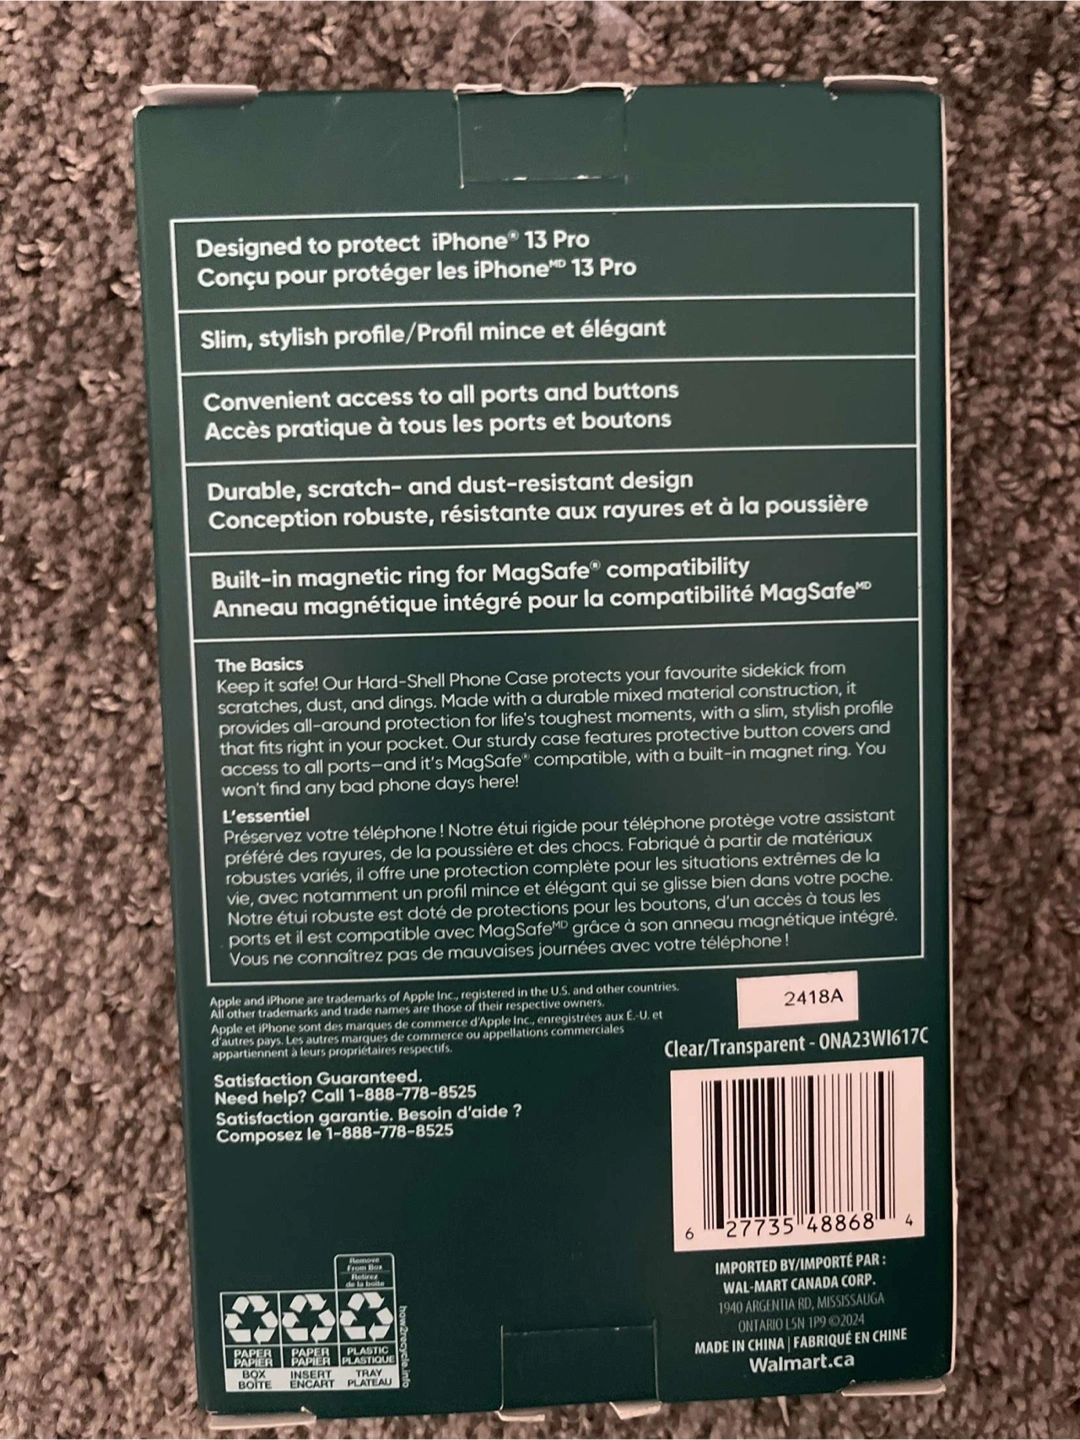 Designed to protect iPhone® 13 Pro
Conçu pour protéger les iPhoneᴹᴰ 13 Pro
Slim, stylish profile/Profil mince et élégant
Convenient access to all ports and buttons
Accès pratique à tous les ports et boutons
Durable, scratch- and dust-resistant design
Conception robuste, résistante aux rayures et à la poussière
Built-in magnetic ring for MagSafe® compatibility
Anneau magnétique intégré pour la compatibilité MagSafeᴹᴰ
The Basics
Keep it safe! Our Hard-Shell Phone Case protects your favourite sidekick from
scratches, dust, and dings. Made with a durable mixed material construction, it
provides all-around protection for life's toughest moments, with a slim, stylish profile
that fits right in your pocket. Our sturdy case features protective button covers and
access to all ports—and it's MagSafe® compatible, with a built-in magnet ring. You
won't find any bad phone days here!
L'essentiel
Préservez votre téléphone ! Notre étui rigide pour téléphone protège votre assistant
préféré des rayures, de la poussière et des chocs. Fabriqué à partir de matériaux
robustes variés, il offre une protection complète pour les situations extrêmes de la
vie, avec notamment un profil mince et élégant qui se glisse bien dans votre poche.
Notre étui robuste est doté de protections pour les boutons, d'un accès à tous les
ports et il est compatible avec MagSafeᴹᴰ grâce à son anneau magnétique intégré.
Vous ne connaîtrez pas de mauvaises journées avec votre téléphone !
Apple and iPhone are trademarks of Apple Inc., registered in the U.S. and other countries.
All other trademarks and trade names are those of their respective owners.
Apple et iPhone sont des marques de commerce d'Apple Inc., enregistrées aux É.-U. et
d'autres pays. Les autres marques de commerce ou appellations commerciales
appartiennent à leurs propriétaires respectifs.
2418A
Clear/Transparent - ONA23WI617C
Satisfaction Guaranteed.
Need help? Call 1-888-778-8525
Satisfaction garantie. Besoin d'aide ?
Composez le 1-888-778-8525
6 27735 48868 4
IMPORTED BY/IMPORTÉ PAR :
WAL-MART CANADA CORP.
1940 ARGENTIA RD, MISSISSAUGA
ONTARIO L5N 1P9 ©2024
MADE IN CHINA | FABRIQUÉ EN CHINE
Walmart.ca
Remove
From Box
Retirez
de la boîte
PAPER PAPER PLASTIC
PAPIER PAPIER PLASTIQUE
BOX INSERT TRAY
BOÎTE ENCART PLATEAU
how2recycle.info